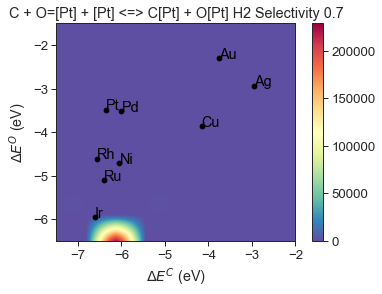 C + O=[Pt] + [Pt] <=> C[Pt] + O[Pt] H2 Selectivity 0.7
ΔE^O (eV)
−2
−3
−4
−5
−6
Au
Ag
Cu
Pt
Pd
Rh
Ni
Ru
Ir
−7
−6
−5
−4
−3
−2
ΔE^C (eV)
200000
150000
100000
50000
0